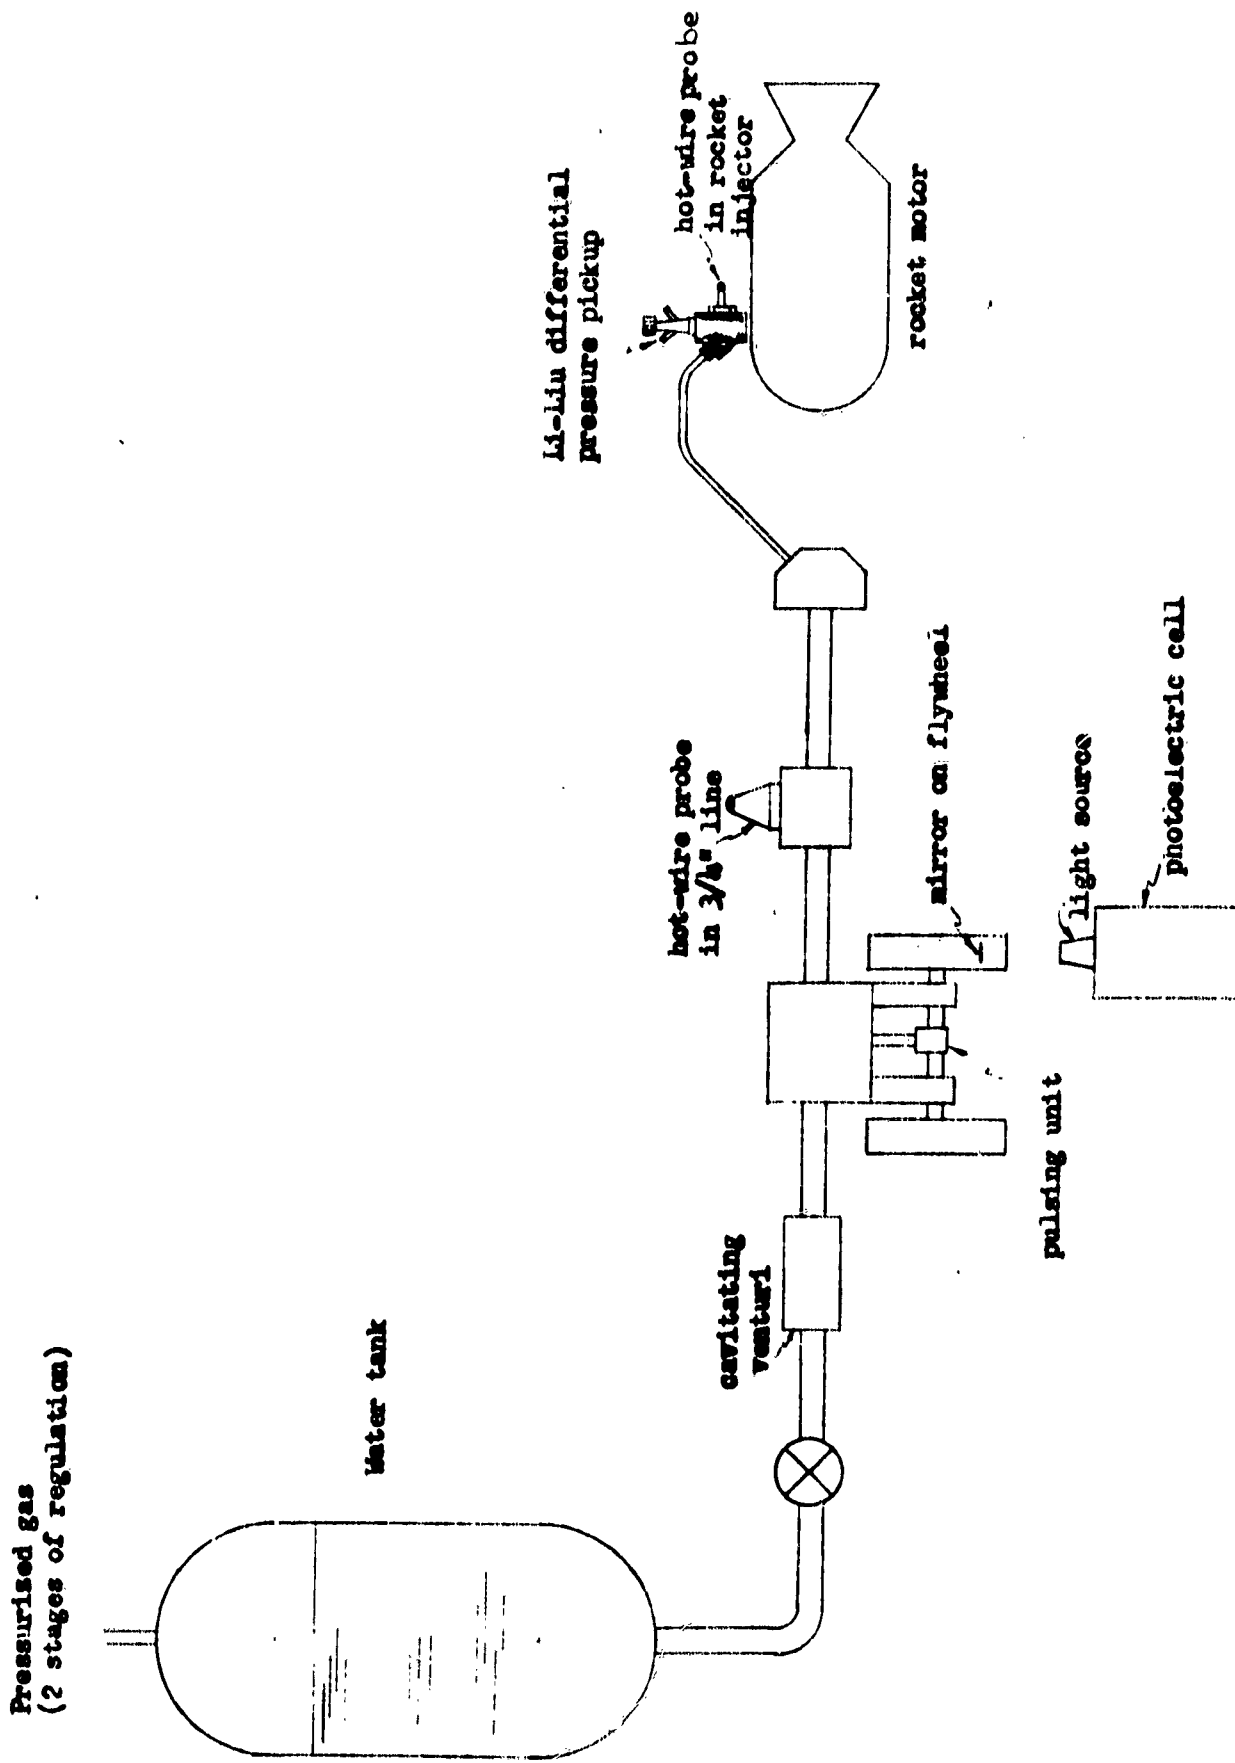 Pressurized gas
(2 stages of regulation)
Water tank
cavitating
venturi
pulsing unit
hot-wire probe
in 3/4" line
mirror on flywheel
light source
photoelectric cell
Li-Liu differential
pressure pickup
hot-wire probe
in rocket
injector
rocket motor